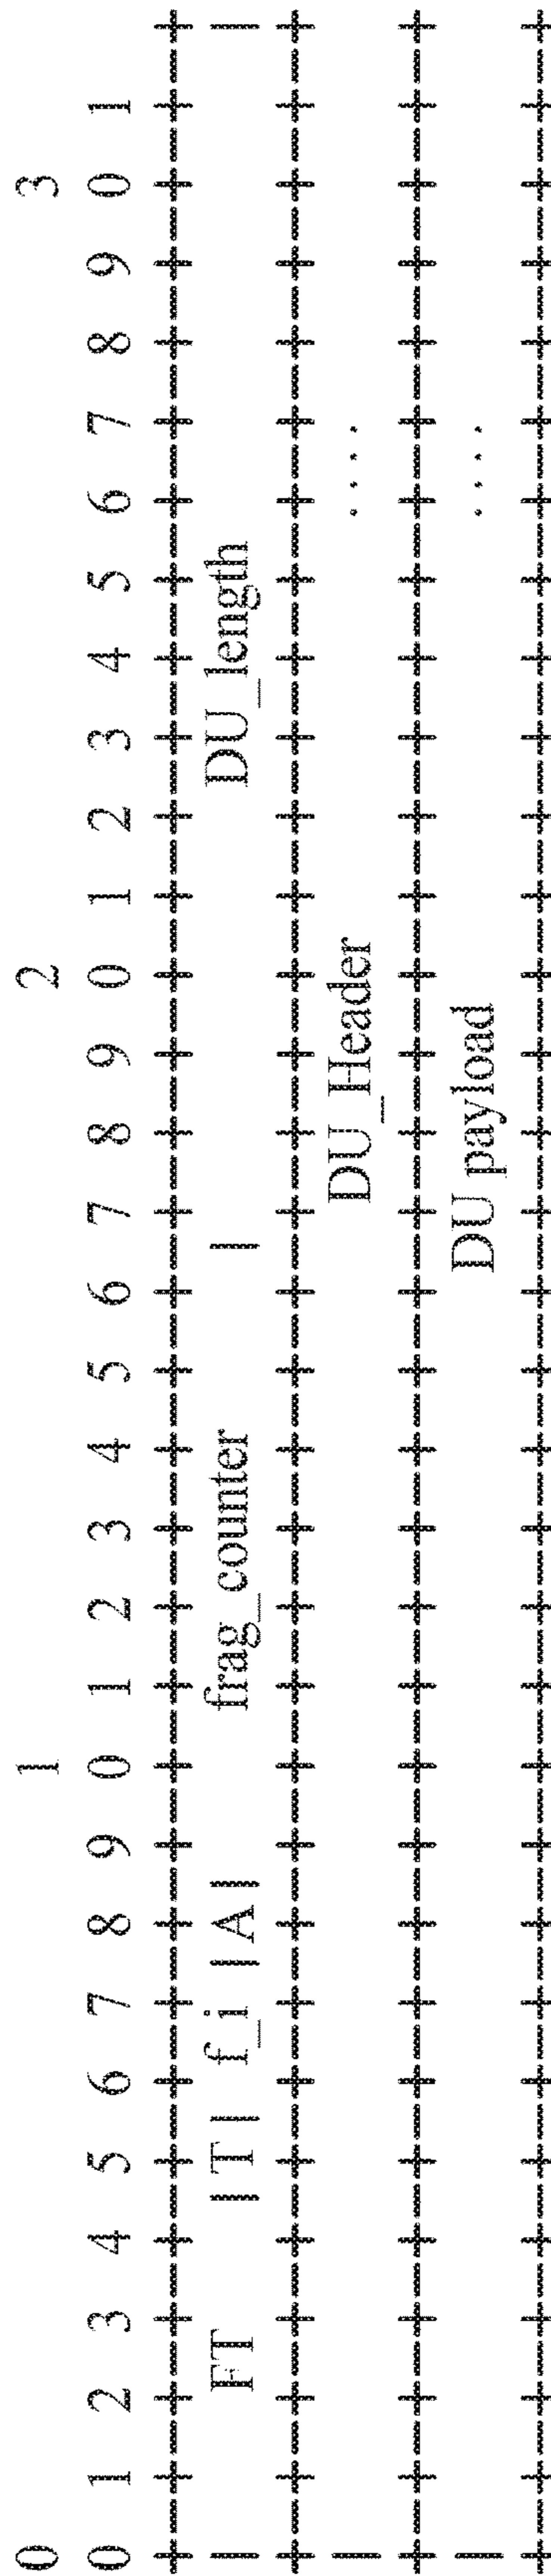 0 1 2 3
0 1 2 3 4 5 6 7 8 9 0 1 2 3 4 5 6 7 8 9 0 1 2 3 4 5 6 7 8 9 0 1
+--+--+--+--+--+--+--+--+--+--+--+--+--+--+--+--+--+--+--+--+--+--+--+--+--+--+--+--+--+--+--+--+
| FT |T| f_i |A| frag_counter | DU_length |
+--+--+--+--+--+--+--+--+--+--+--+--+--+--+--+--+--+--+--+--+--+--+--+--+--+--+--+--+--+--+--+--+
| DU_Header ....
+--+--+--+--+--+--+--+--+--+--+--+--+--+--+--+--+--+--+--+--+--+--+--+--+--+--+--+--+--+--+--+--+
| DU payload ....
+--+--+--+--+--+--+--+--+--+--+--+--+--+--+--+--+--+--+--+--+--+--+--+--+--+--+--+--+--+--+--+--+